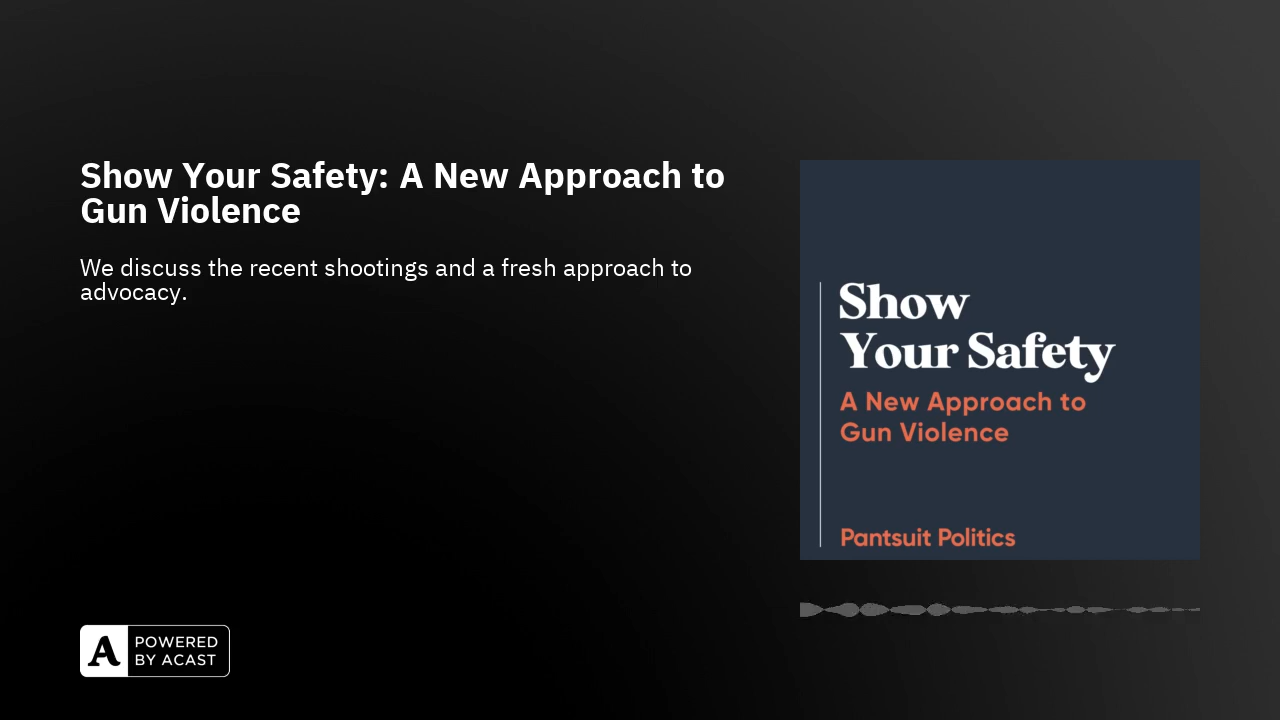 Show Your Safety: A New Approach to
Gun Violence
We discuss the recent shootings and a fresh approach to
advocacy.
Show
Your Safety
A New Approach to
Gun Violence
Pantsuit Politics
A POWERED
BY ACAST